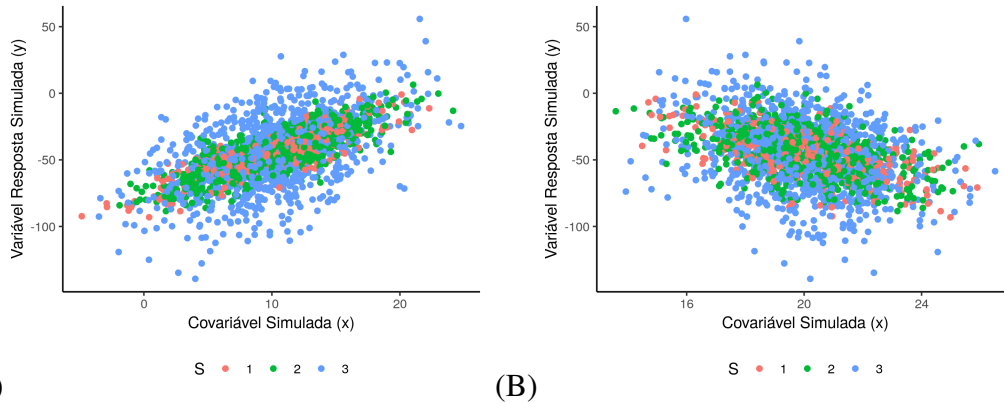 Variável Resposta Simulada (y)
50
0
-50
-100
0 10 20
Covariável Simulada (x)
S 1 2 3
)
Variável Resposta Simulada (y)
50
0
-50
-100
16 20 24
Covariável Simulada (x)
S 1 2 3
(B)